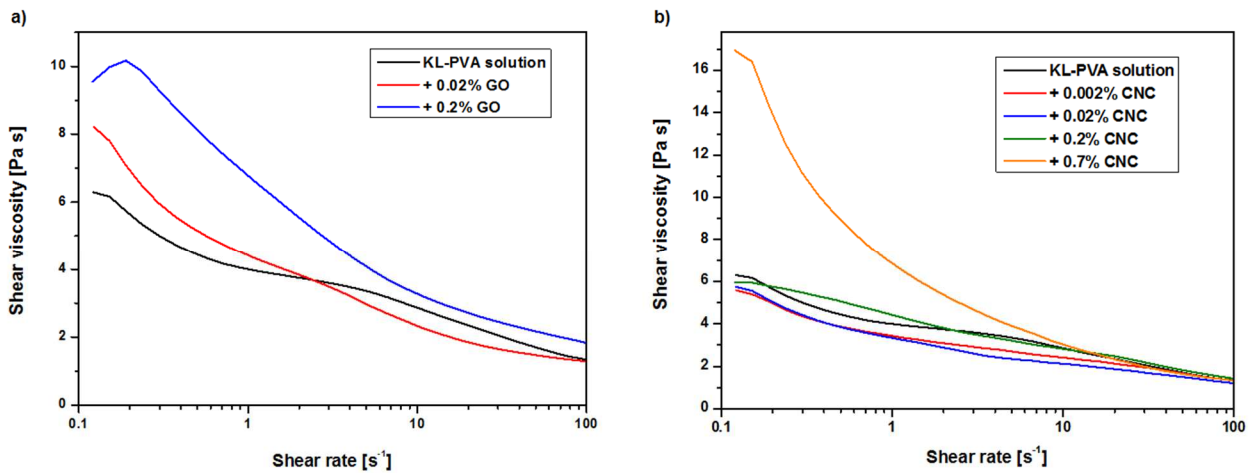 a)
10
8
6
4
2
0
0.1
1
10
100
Shear viscosity [Pa s]
Shear rate [s-1]
KL-PVA solution
+ 0.02% GO
+ 0.2% GO
b)
16
14
12
10
8
6
4
2
0
0.1
1
10
100
Shear viscosity [Pa s]
Shear rate [s-1]
KL-PVA solution
+ 0.002% CNC
+ 0.02% CNC
+ 0.2% CNC
+ 0.7% CNC